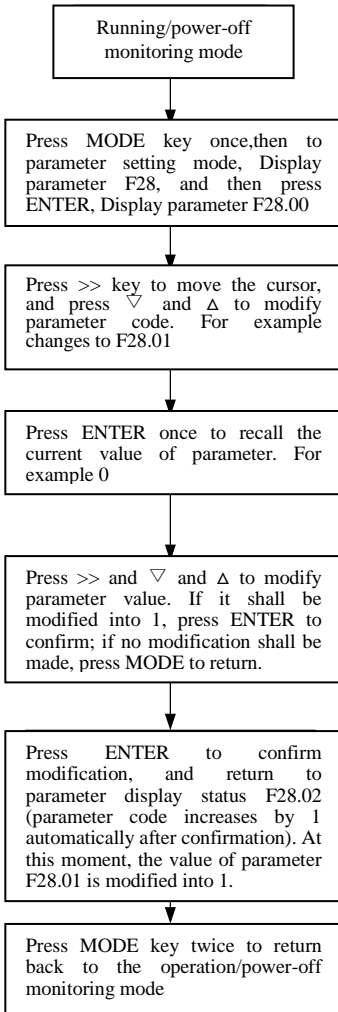 Running/power-off
monitoring mode
Press MODE key once,then to
parameter setting mode, Display
parameter F28, and then press
ENTER, Display parameter F28.00
Press >> key to move the cursor,
and press ▽ and Δ to modify
parameter code. For example
changes to F28.01
Press ENTER once to recall the
current value of parameter. For
example 0
Press >> and ▽ and Δ to modify
parameter value. If it shall be
modified into 1, press ENTER to
confirm; if no modification shall be
made, press MODE to return.
Press ENTER to confirm
modification, and return to
parameter display status F28.02
(parameter code increases by 1
automatically after confirmation). At
this moment, the value of parameter
F28.01 is modified into 1.
Press MODE key twice to return
back to the operation/power-off
monitoring mode